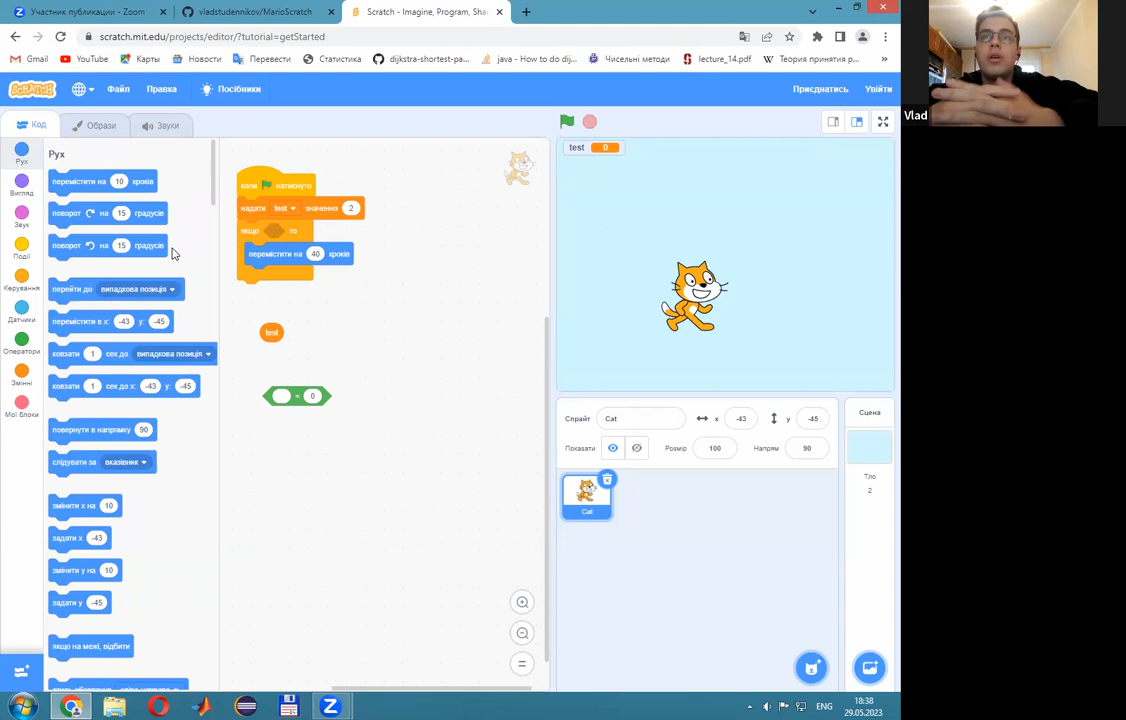 Участник публикации - Zoom
vladstudennikov/MarioScratch
Scratch - Imagine, Program, Sha
scratch.mit.edu/projects/editor/?tutorial=getStarted
Gmail YouTube Карты Новости Перевести Статистика dijkstra-shortest-pa... java - How to do dij... Чисельні методи lecture_14.pdf Теория принятия р »
SCRATCH Файл Правка Посібники Приєднатись Увійти
Код Образи Звуки
Рух
Вигляд
Звук
Події
Керування
Датчики
Оператори
Змінні
Мої блоки
Рух
перемістити на 10 кроків
поворот на 15 градусів
поворот на 15 градусів
перейти до випадкова позиція
перемістити в x: -43 y: -45
ковзати 1 сек до випадкова позиція
ковзати 1 сек до x: -43 y: -45
повернути в напрямку 90
слідувати за вказівник
змінити x на 10
задати x -43
змінити y на 10
задати y -45
якщо на межі, відбити
коли натиснуто
надати test значення 2
якщо то
перемістити на 40 кроків
test
= 0
test 0
Спрайт Cat x -43 y -45
Показати Розмір 100 Напрям 90
Cat
Сцена
Тло
2
Vlad
ENG
18:38
29.05.2023